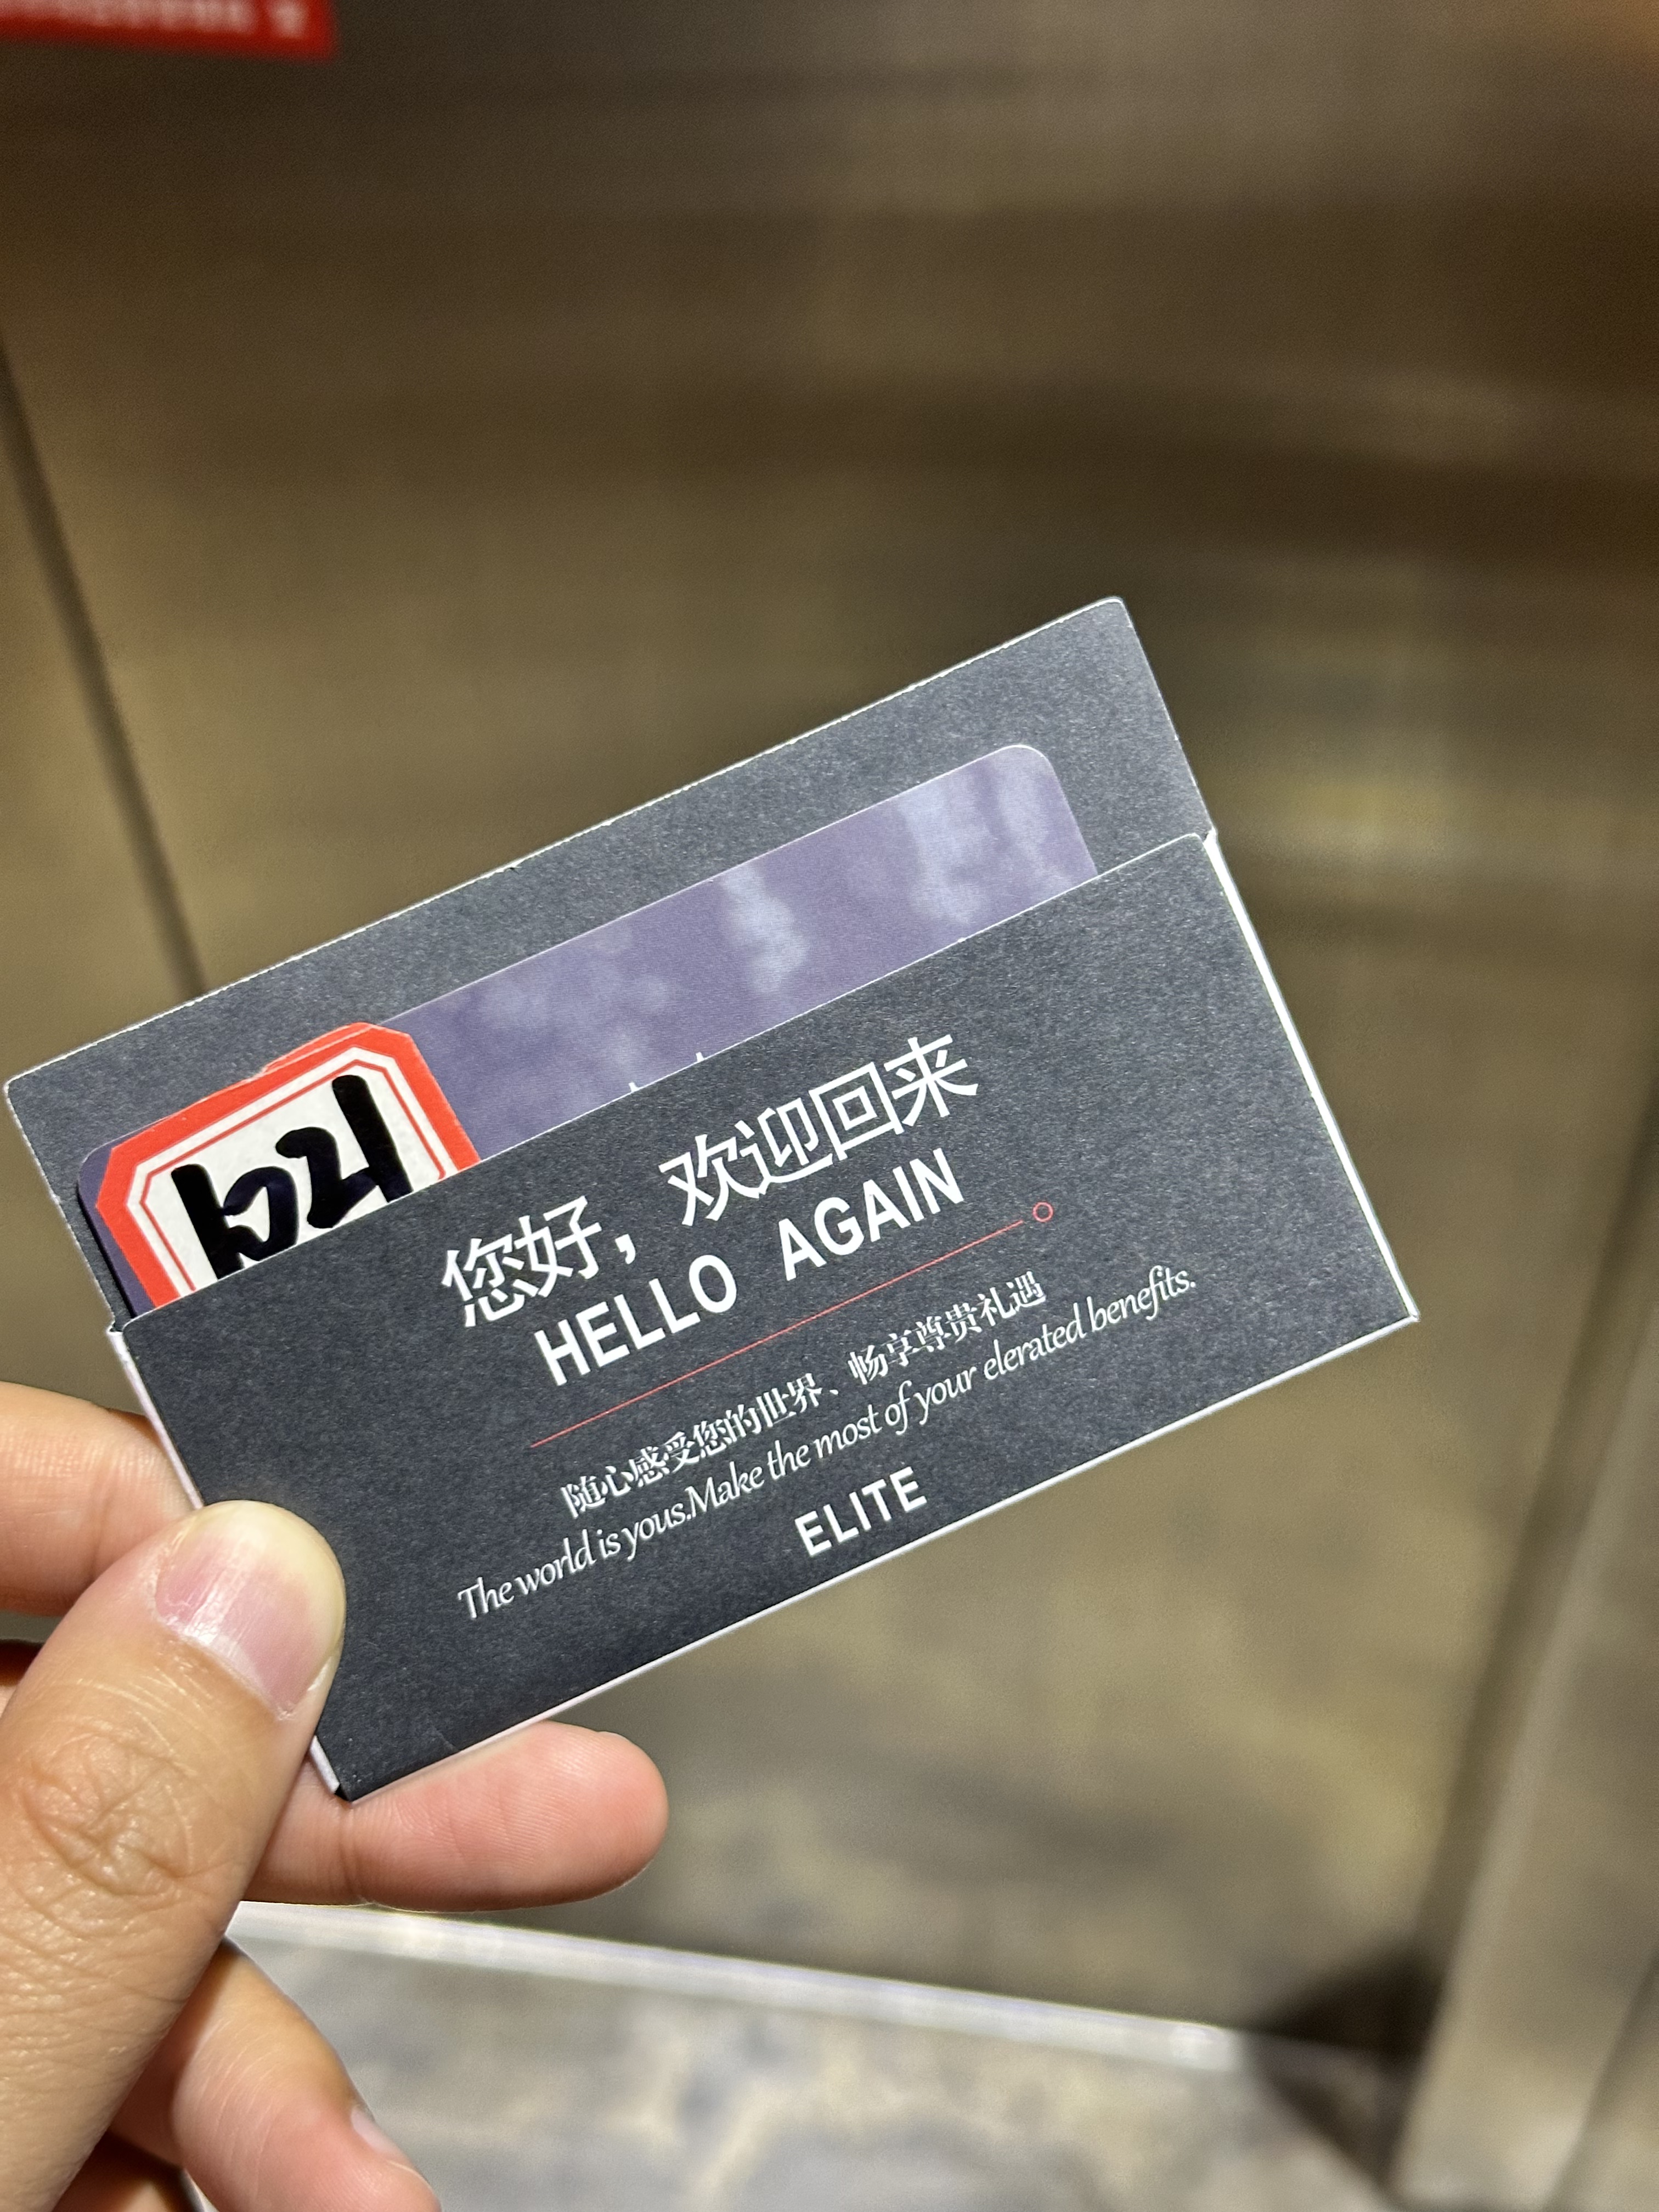 您好，欢迎回来
HELLO AGAIN
随心感受您的世界、畅享尊贵礼遇
The world is yous.Make the most of your elerated benefits.
ELITE